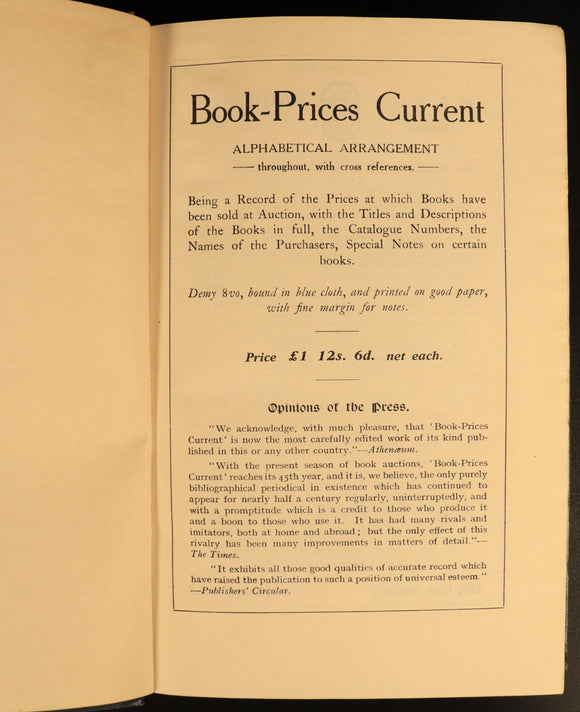 Book-Prices Current
ALPHABETICAL ARRANGEMENT
—— throughout, with cross references. ——
Being a Record of the Prices at which Books have
been sold at Auction, with the Titles and Descriptions
of the Books in full, the Catalogue Numbers, the
Names of the Purchasers, Special Notes on certain
books.
Demy 8vo, bound in blue cloth, and printed on good paper,
with fine margin for notes.
Price £1 12s. 6d. net each.
Opinions of the Press.
"We acknowledge, with much pleasure, that 'Book-Prices
Current' is now the most carefully edited work of its kind pub-
lished in this or any other country."—Athenæum.
"With the present season of book auctions, 'Book-Prices
Current' reaches its 45th year, and it is, we believe, the only purely
bibliographical periodical in existence which has continued to
appear for nearly half a century regularly, uninterruptedly, and
with a promptitude which is a credit to those who produce it
and a boon to those who use it. It has had many rivals and
imitators, both at home and abroad; but the only effect of this
rivalry has been many improvements in matters of detail."—
The Times.
"It exhibits all those good qualities of accurate record which
have raised the publication to such a position of universal esteem."
—Publishers' Circular.